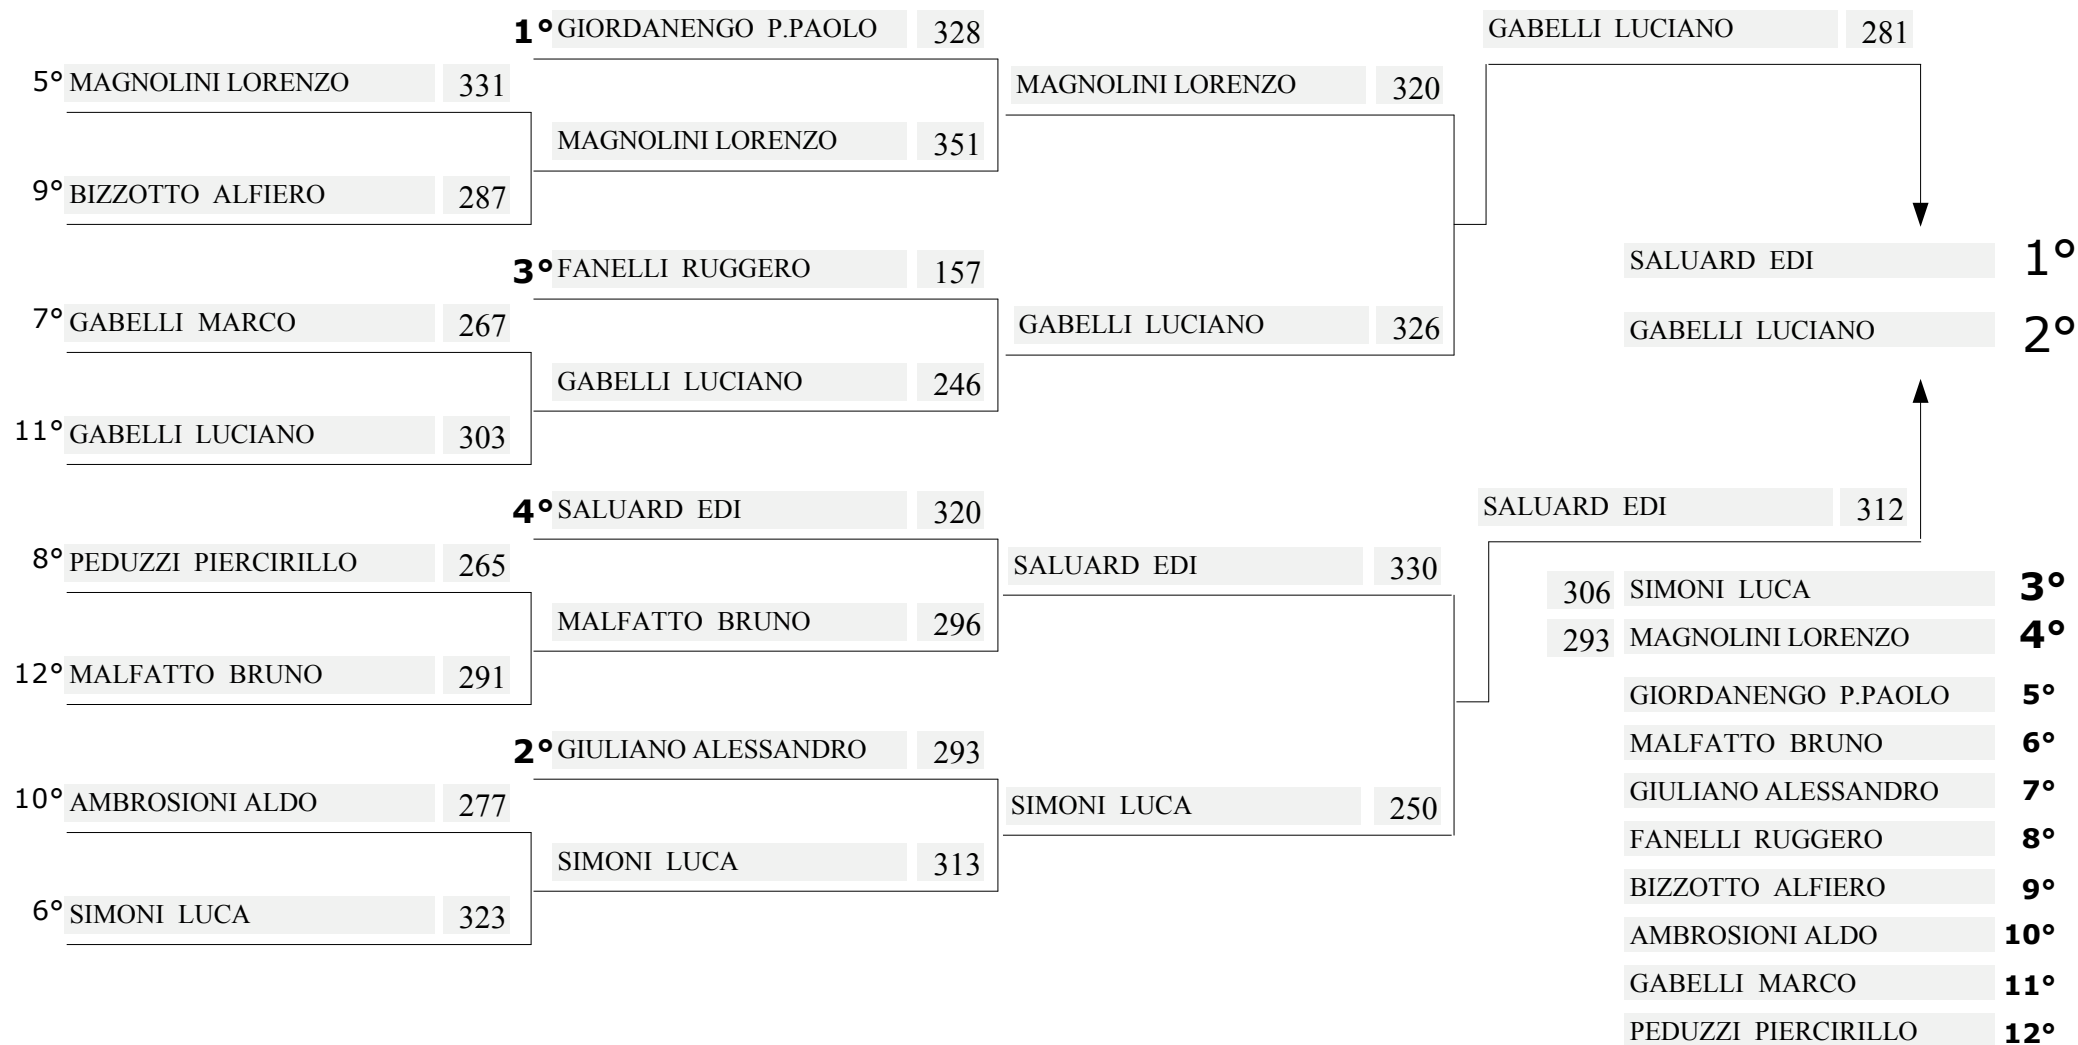 1° GIORDANENGO P.PAOLO 328
GABELLI LUCIANO 281
5° MAGNOLINI LORENZO 331
MAGNOLINI LORENZO 320
MAGNOLINI LORENZO 351
9° BIZZOTTO ALFIERO 287
3° FANELLI RUGGERO 157
SALUARD EDI 1°
7° GABELLI MARCO 267
GABELLI LUCIANO 326
GABELLI LUCIANO 2°
GABELLI LUCIANO 246
11° GABELLI LUCIANO 303
4° SALUARD EDI 320
SALUARD EDI 312
8° PEDUZZI PIERCIRILLO 265
SALUARD EDI 330
306 SIMONI LUCA 3°
MALFATTO BRUNO 296
293 MAGNOLINI LORENZO 4°
12° MALFATTO BRUNO 291
GIORDANENGO P.PAOLO 5°
2° GIULIANO ALESSANDRO 293
MALFATTO BRUNO 6°
10° AMBROSIONI ALDO 277
SIMONI LUCA 250
GIULIANO ALESSANDRO 7°
FANELLI RUGGERO 8°
SIMONI LUCA 313
BIZZOTTO ALFIERO 9°
6° SIMONI LUCA 323
AMBROSIONI ALDO 10°
GABELLI MARCO 11°
PEDUZZI PIERCIRILLO 12°